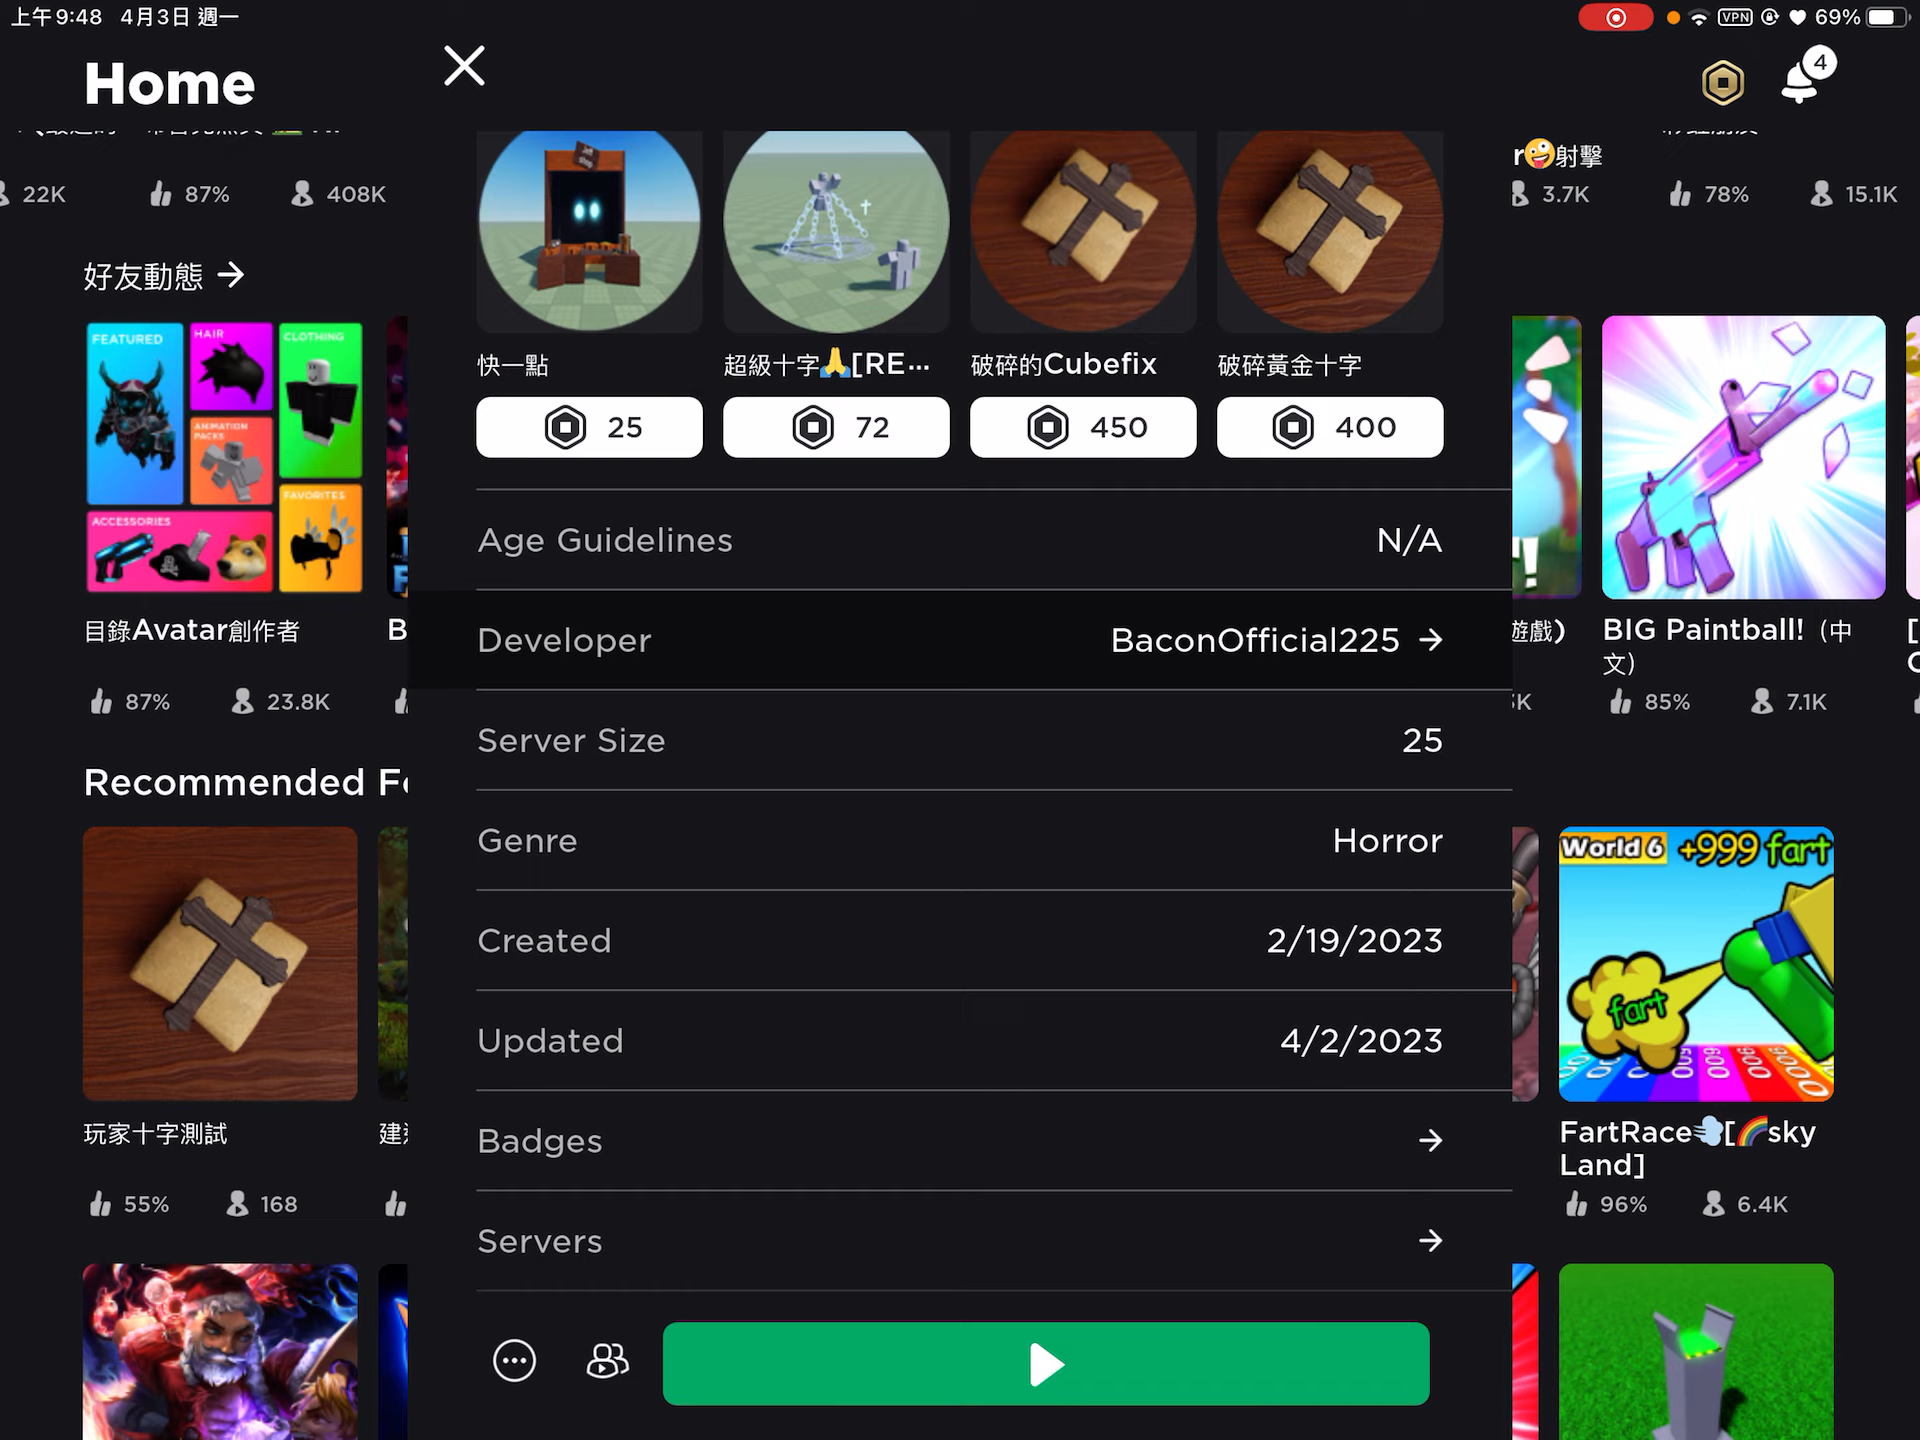 上午9:48 4月3日 週一
VPN 69%
Home
4
22K 87% 408K
r🤪射擊
3.7K 78% 15.1K
好友動態 →
FEATURED
HAIR
CLOTHING
ANIMATION PACKS
FAVORITES
ACCESSORIES
目錄Avatar創作者
B
87% 23.8K
Recommended Fo
玩家十字測試
55% 168
Jeff shop
快一點
超級十字🙏[RE...
破碎的Cubefix
破碎黃金十字
25
72
450
400
Age Guidelines N/A
Developer BaconOfficial225 →
Server Size 25
Genre Horror
Created 2/19/2023
Updated 4/2/2023
Badges →
Servers →
遊戲)
BIG Paintball!（中
文）
85% 7.1K
World 6 +999 fart
fart
FartRace💨[🌈sky
Land]
96% 6.4K